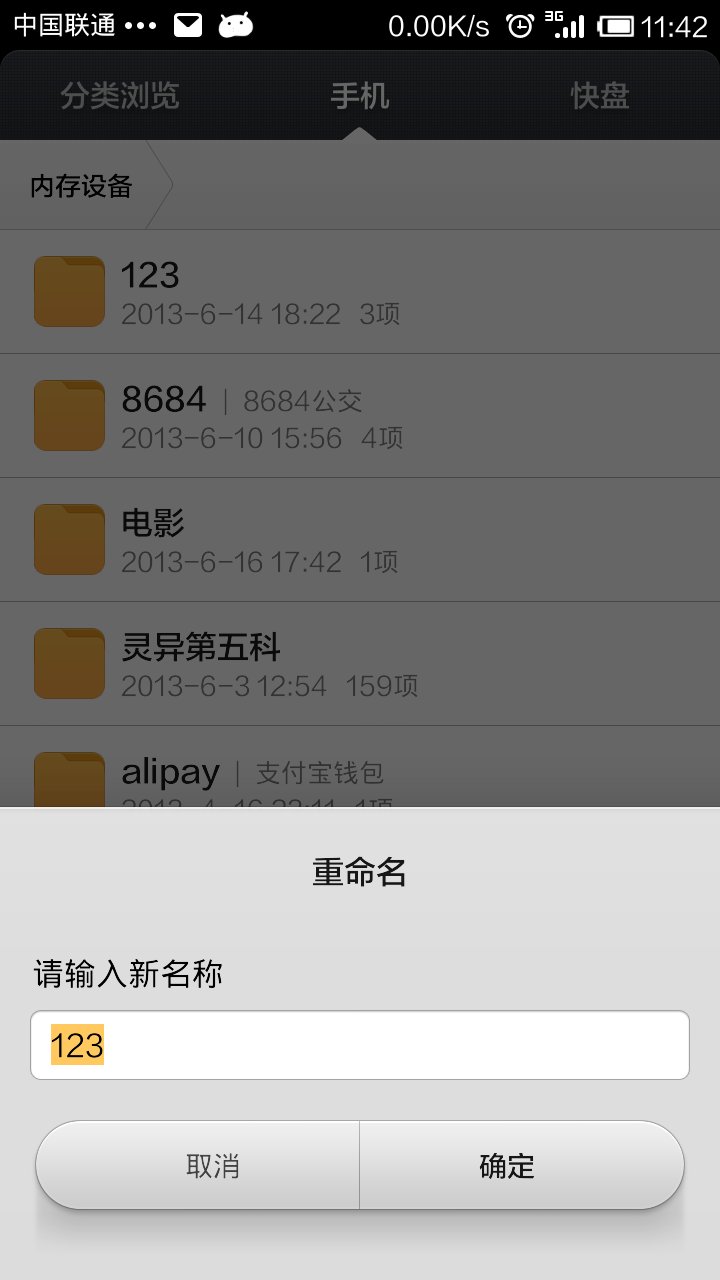 中国联通 ••• 0.00K/s 3G 11:42
分类浏览 手机 快盘
内存设备
123
2013-6-14 18:22 3项
8684 | 8684公交
2013-6-10 15:56 4项
电影
2013-6-16 17:42 1项
灵异第五科
2013-6-3 12:54 159项
alipay | 支付宝钱包
重命名
请输入新名称
123
取消 确定